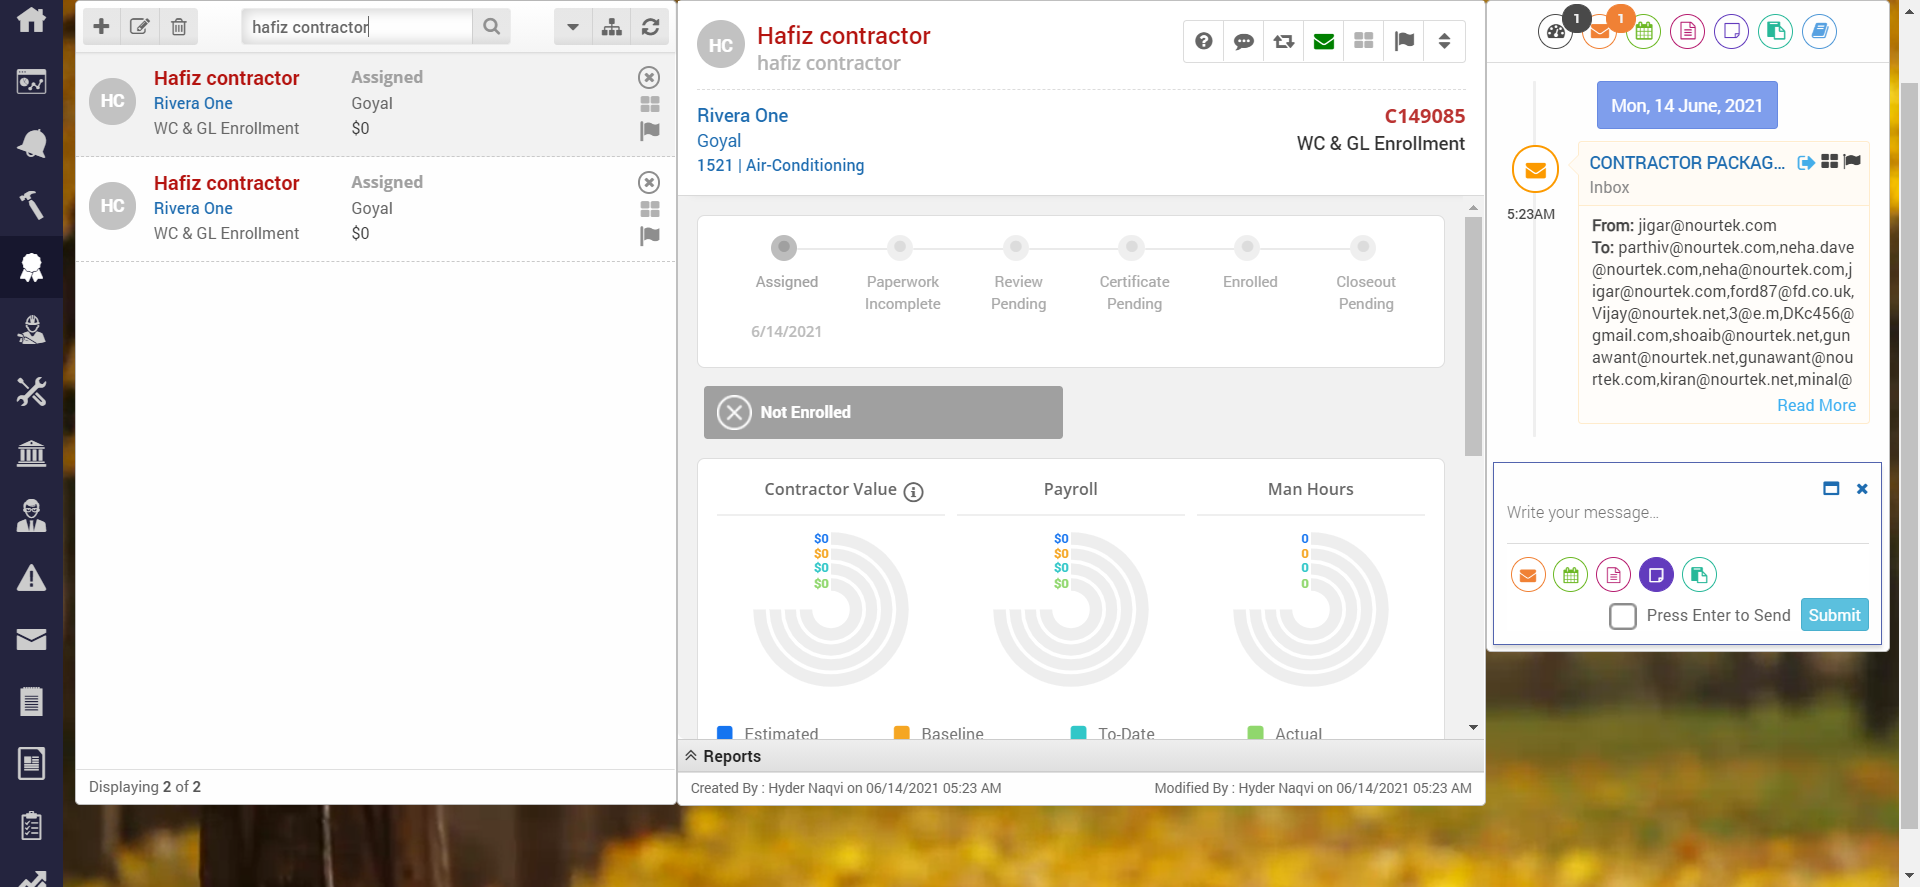 hafiz contractor
HC
Hafiz contractor
Assigned
Rivera One
Goyal
WC & GL Enrollment
$0
HC
Hafiz contractor
Assigned
Rivera One
Goyal
WC & GL Enrollment
$0
Displaying 2 of 2
HC
Hafiz contractor
hafiz contractor
Rivera One
C149085
Goyal
WC & GL Enrollment
1521 | Air-Conditioning
Assigned
Paperwork
Incomplete
Review
Pending
Certificate
Pending
Enrolled
Closeout
Pending
6/14/2021
Not Enrolled
Contractor Value
Payroll
Man Hours
$0
$0
$0
$0
$0
$0
$0
$0
0
0
0
0
Estimated
Baseline
To-Date
Actual
Reports
Created By : Hyder Naqvi on 06/14/2021 05:23 AM
Modified By : Hyder Naqvi on 06/14/2021 05:23 AM
1
1
Mon, 14 June, 2021
CONTRACTOR PACKAG...
Inbox
5:23AM
From: jigar@nourtek.com
To: parthiv@nourtek.com,neha.dave
@nourtek.com,neha@nourtek.com,j
igar@nourtek.com,ford87@fd.co.uk,
Vijay@nourtek.net,3@e.m,DKc456@
gmail.com,shoaib@nourtek.net,gun
awant@nourtek.net,gunawant@nou
rtek.com,kiran@nourtek.net,minal@
Read More
Write your message...
Press Enter to Send
Submit